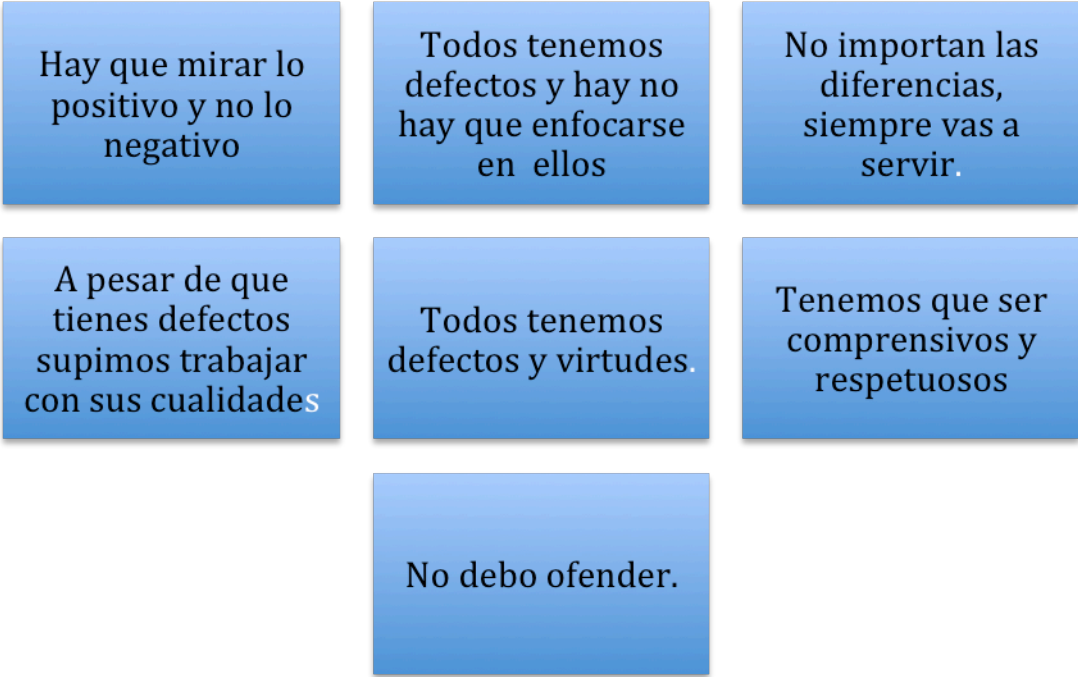 Hay que mirar lo
positivo y no lo
negativo
Todos tenemos
defectos y hay no
hay que enfocarse
en  ellos
No importan las
diferencias,
siempre vas a
servir.
A pesar de que
tienes defectos
supimos trabajar
con sus cualidades
Todos tenemos
defectos y virtudes.
Tenemos que ser
comprensivos y
respetuosos
No debo ofender.